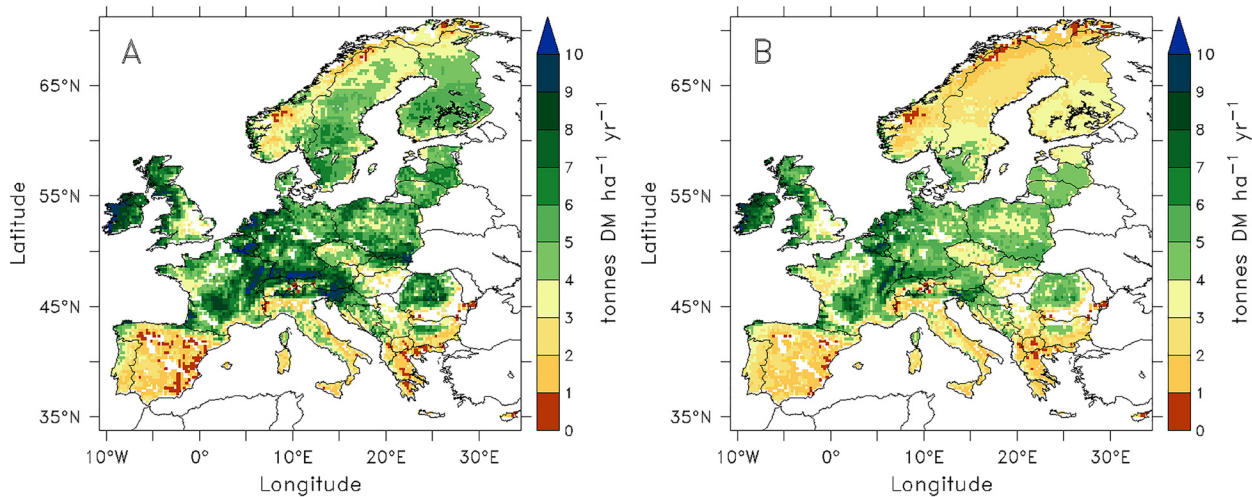 A
65°N
55°N
45°N
35°N
10°W 0° 10°E 20°E 30°E
Latitude
Longitude
10
9
8
7
6
5
4
3
2
1
0
tonnes DM ha⁻¹ yr⁻¹
B
65°N
55°N
45°N
35°N
10°W 0° 10°E 20°E 30°E
Latitude
Longitude
10
9
8
7
6
5
4
3
2
1
0
tonnes DM ha⁻¹ yr⁻¹